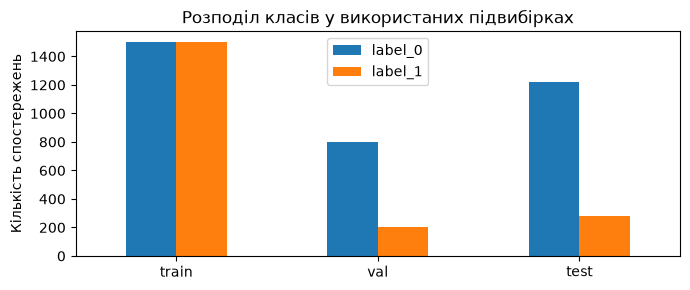 Розподіл класів у використаних підвибірках
Кількість спостережень
1400
1200
1000
800
600
400
200
0
label_0
label_1
train
val
test